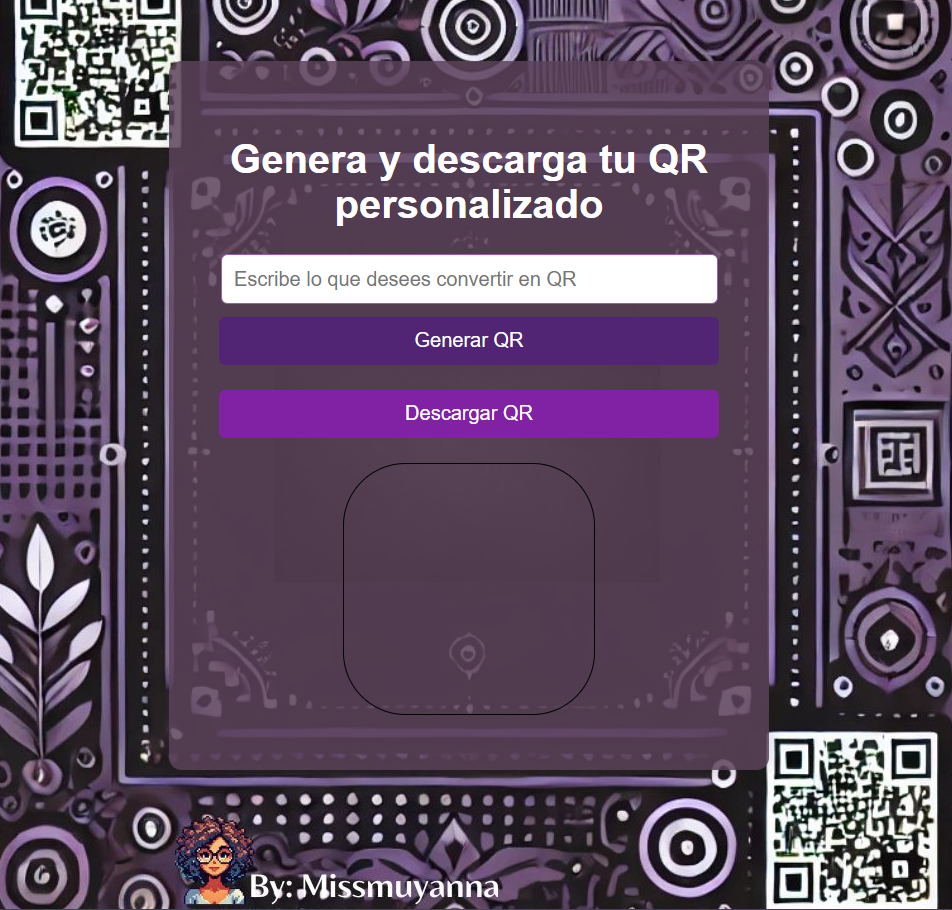 Genera y descarga tu QR
personalizado
Escribe lo que desees convertir en QR
Generar QR
Descargar QR
By: Missmuyanna